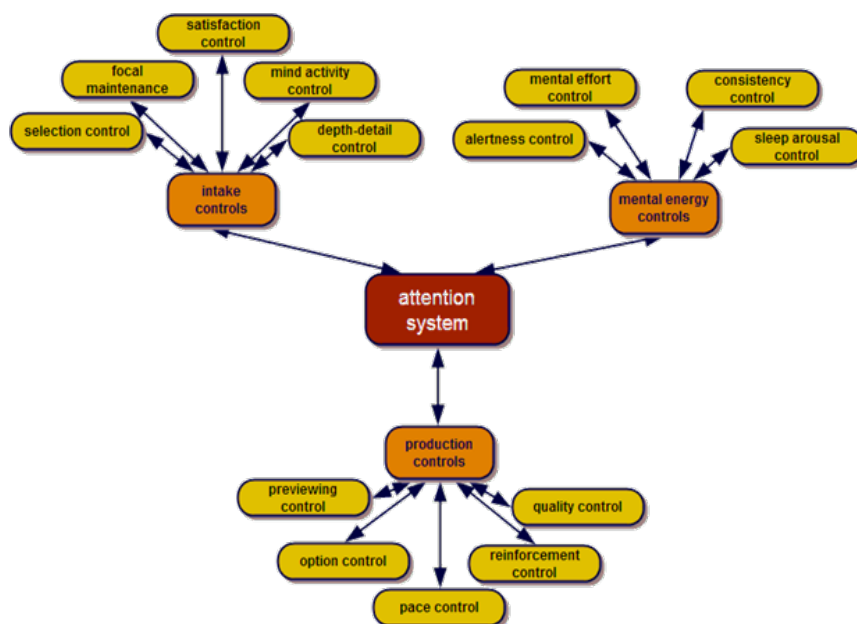 satisfaction
control
focal
maintenance
mind activity
control
selection control
depth-detail
control
intake
controls
mental effort
control
consistency
control
alertness control
sleep arousal
control
mental energy
controls
attention
system
production
controls
previewing
control
quality control
option control
reinforcement
control
pace control